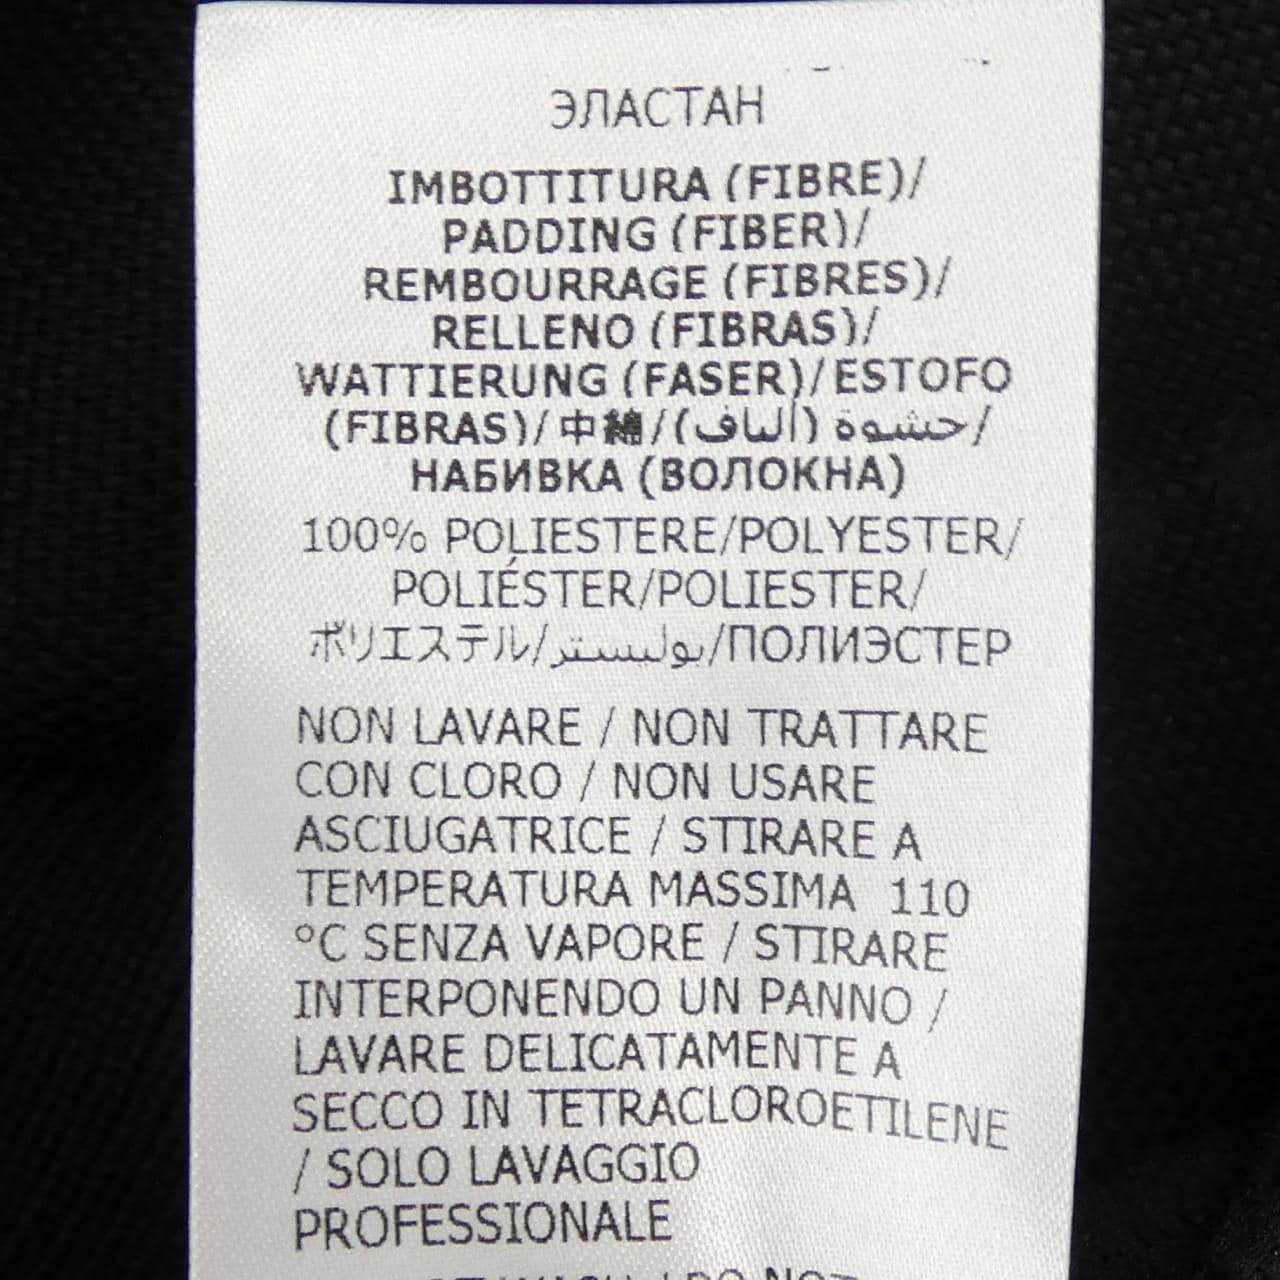 ЭЛАСТАН
IMBOTTITURA (FIBRE)/
PADDING (FIBER)/
REMBOURRAGE (FIBRES)/
RELLENO (FIBRAS)/
WATTIERUNG (FASER)/ESTOFO
(FIBRAS)/中綿/حشوة (ألياف)/
НАБИВКА (ВОЛОКНА)
100% POLIESTERE/POLYESTER/
POLIÉSTER/POLIESTER/
ポリエステル/بوليستر/ПОЛИЭСТЕР
NON LAVARE / NON TRATTARE
CON CLORO / NON USARE
ASCIUGATRICE / STIRARE A
TEMPERATURA MASSIMA 110
°C SENZA VAPORE / STIRARE
INTERPONENDO UN PANNO /
LAVARE DELICATAMENTE A
SECCO IN TETRACLOROETILENE
/ SOLO LAVAGGIO
PROFESSIONALE